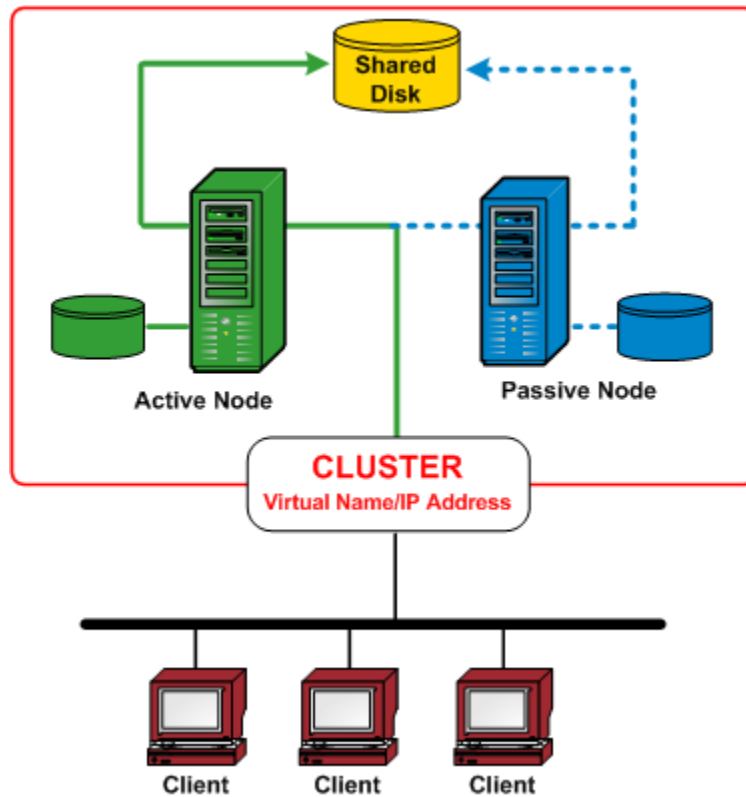 Shared
Disk
Active Node
Passive Node
CLUSTER
Virtual Name/IP Address
Client
Client
Client